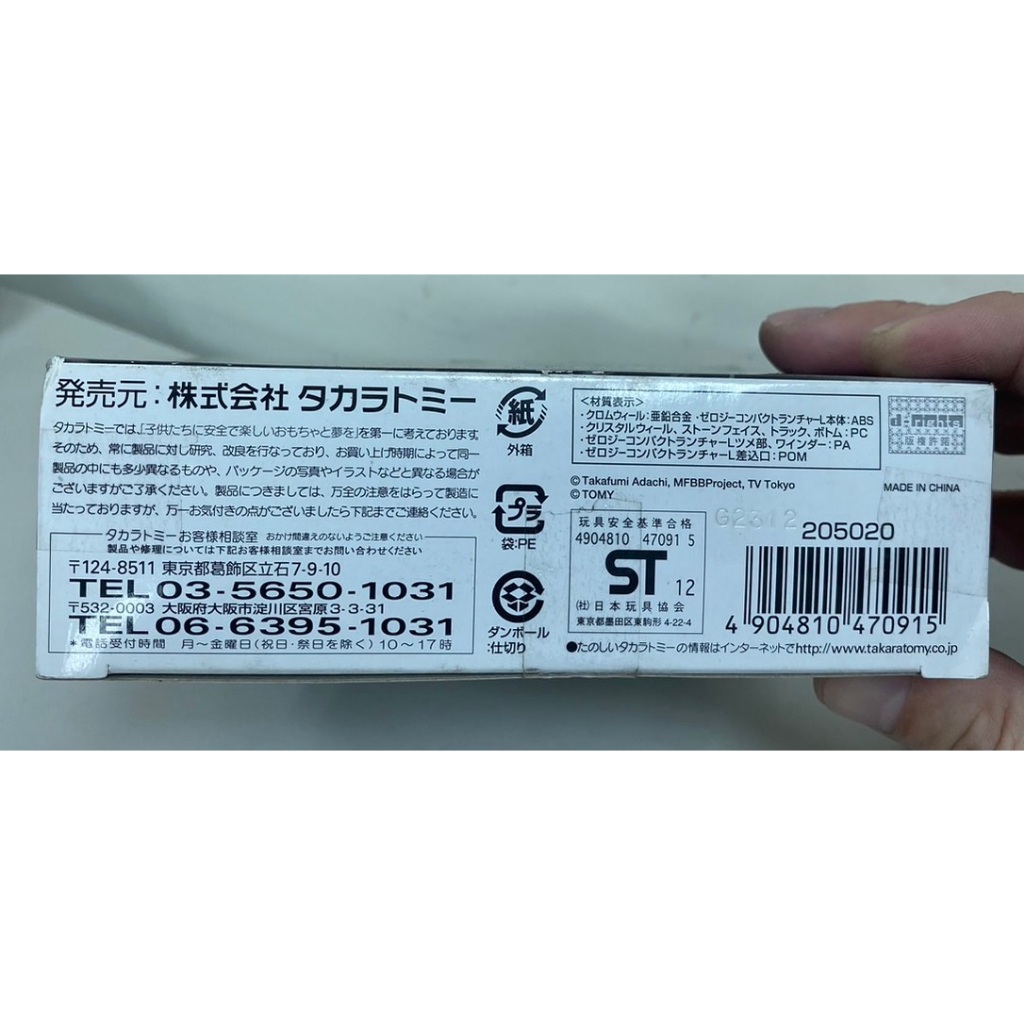 発売元：株式会社 タカラトミー
タカラトミーでは、「子供たちに安全で楽しいおもちゃと夢を」を第一に考えております。
そのため、常に製品に対し研究、改良を行なっており、お買い上げ時期によって同一
製品の中にも多少異なるものや、パッケージの写真やイラストなどと異なる場合が
ございますがご了承ください。製品につきましては、万全の注意をはらって製造に
当たっておりますが、万一お気付きの点がございましたら下記までご連絡ください。
タカラトミーお客様相談室 おかけ間違えのないようご注意ください
製品や修理については下記お客様相談室までお問い合わせください
〒124-8511 東京都葛飾区立石7-9-10
TEL 03-5650-1031
〒532-0003 大阪府大阪市淀川区宮原3-3-31
TEL 06-6395-1031
*電話受付時間 月～金曜日(祝日・祭日を除く)10～17時
紙
外箱
プラ
袋:PE
ダンボール
:仕切り
＜材質表示＞
・クロムウィール：亜鉛合金・ゼロジーコンパクトランチャーL本体：ABS
・クリスタルウィール、ストーンフェイス、トラック、ボトム：PC
・ゼロジーコンパクトランチャーLツメ部、ワインダー：PA
・ゼロジーコンパクトランチャーL差込口：POM
d-rights
版権許諾
© Takafumi Adachi, MFBBProject, TV Tokyo
© TOMY
MADE IN CHINA
玩具安全基準合格
4904810 47091 5
ST 12
(社)日本玩具協会
東京都墨田区東駒形 4-22-4
G2312
205020
4 904810 470915
●たのしいタカラトミーの情報はインターネットでhttp://www.takaratomy.co.jp